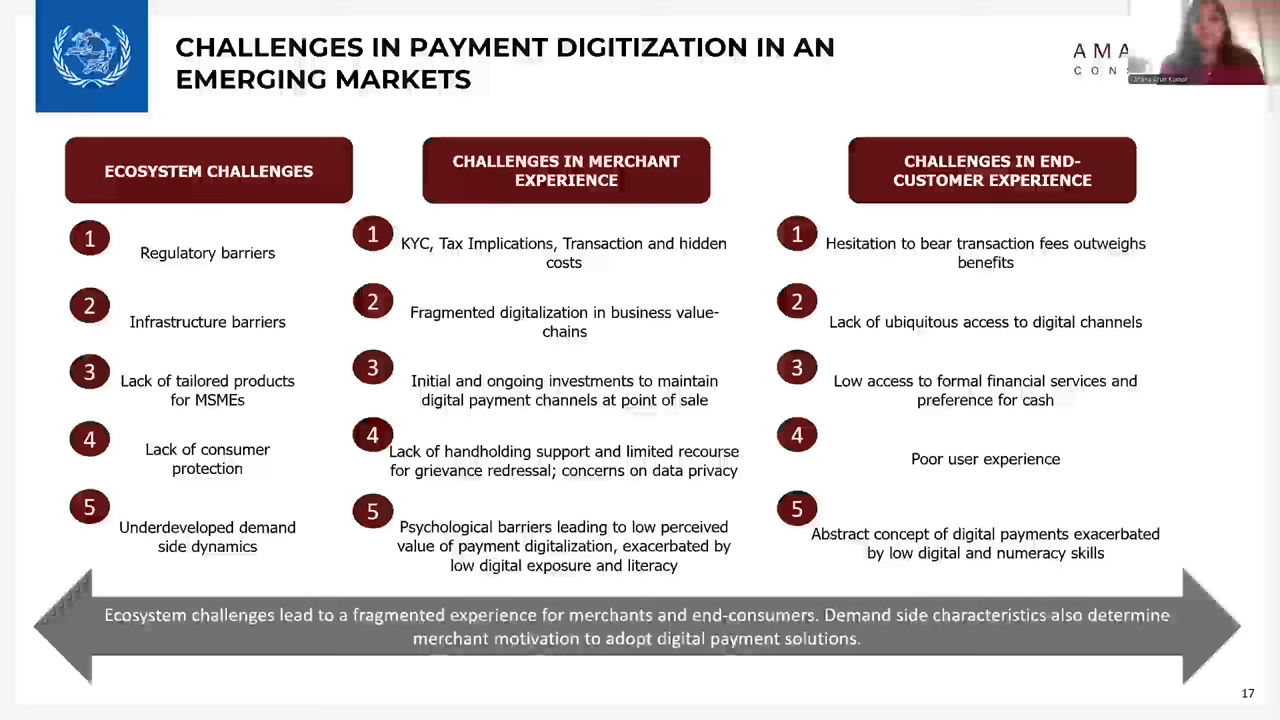 CHALLENGES IN PAYMENT DIGITIZATION IN AN
EMERGING MARKETS
AMA
CONS
Arun Kumar
ECOSYSTEM CHALLENGES
1
Regulatory barriers
2
Infrastructure barriers
3
Lack of tailored products
for MSMEs
4
Lack of consumer
protection
5
Underdeveloped demand
side dynamics
CHALLENGES IN MERCHANT
EXPERIENCE
1
KYC, Tax Implications, Transaction and hidden
costs
2
Fragmented digitalization in business value-
chains
3
Initial and ongoing investments to maintain
digital payment channels at point of sale
4
Lack of handholding support and limited recourse
for grievance redressal; concerns on data privacy
5
Psychological barriers leading to low perceived
value of payment digitalization, exacerbated by
low digital exposure and literacy
CHALLENGES IN END-
CUSTOMER EXPERIENCE
1
Hesitation to bear transaction fees outweighs
benefits
2
Lack of ubiquitous access to digital channels
3
Low access to formal financial services and
preference for cash
4
Poor user experience
5
Abstract concept of digital payments exacerbated
by low digital and numeracy skills
Ecosystem challenges lead to a fragmented experience for merchants and end-consumers. Demand side characteristics also determine
merchant motivation to adopt digital payment solutions.
17